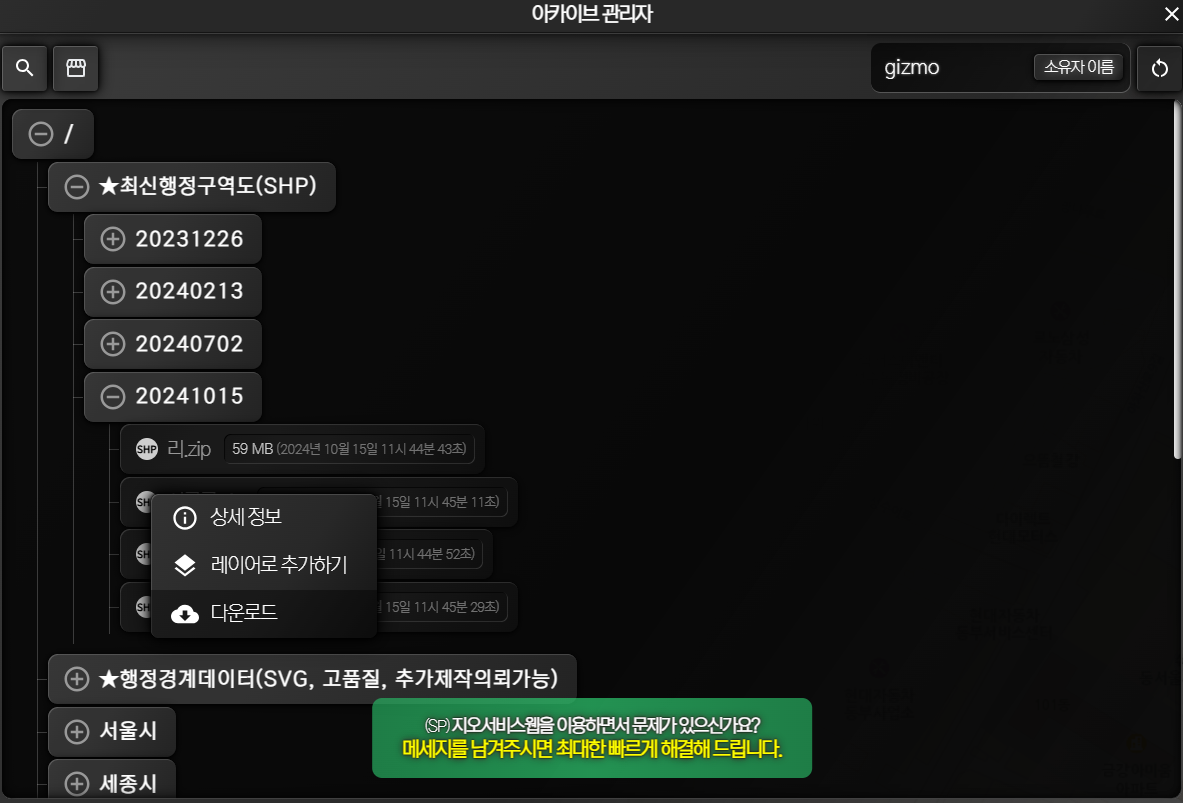 아카이브 관리자
gizmo 소유자 이름
/
★최신행정구역도(SHP)
20231226
20240213
20240702
20241015
SHP 리.zip 59 MB (2024년 10월 15일 11시 44분 43초)
15일 11시 45분 11초)
상세 정보
레이어로 추가하기
일 11시 44분 52초)
다운로드
15일 11시 45분 29초)
★행정경계데이터(SVG, 고품질, 추가제작의뢰가능)
서울시
(SP) 지오서비스웹을 이용하면서 문제가 있으신가요?
메세지를 남겨주시면 최대한 빠르게 해결해 드립니다.
세종시